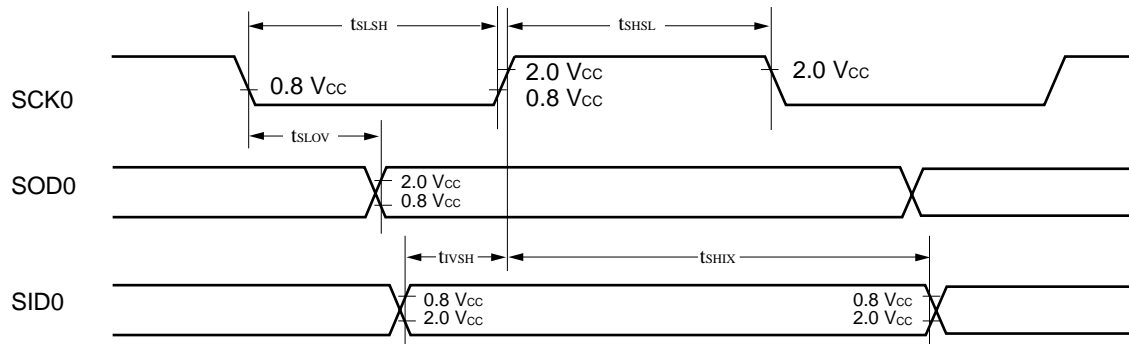 tSLSH
tSHSL
SCK0
0.8 VCC
2.0 VCC
0.8 VCC
2.0 VCC
tSLOV
SOD0
2.0 VCC
0.8 VCC
tIVSH
tSHIX
SID0
0.8 VCC
2.0 VCC
0.8 VCC
2.0 VCC